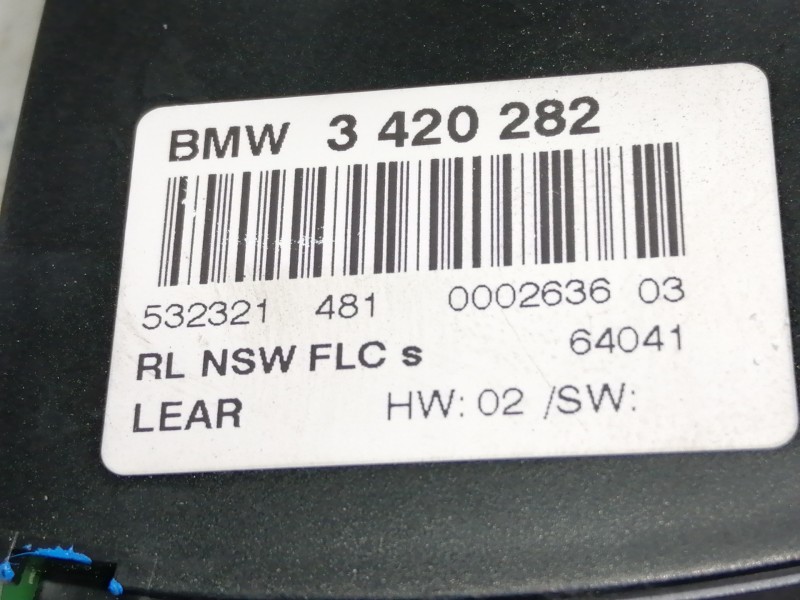 BMW 3 420 282
532321 481 0002636 03
RL NSW FLC s 64041
LEAR HW: 02 /SW: